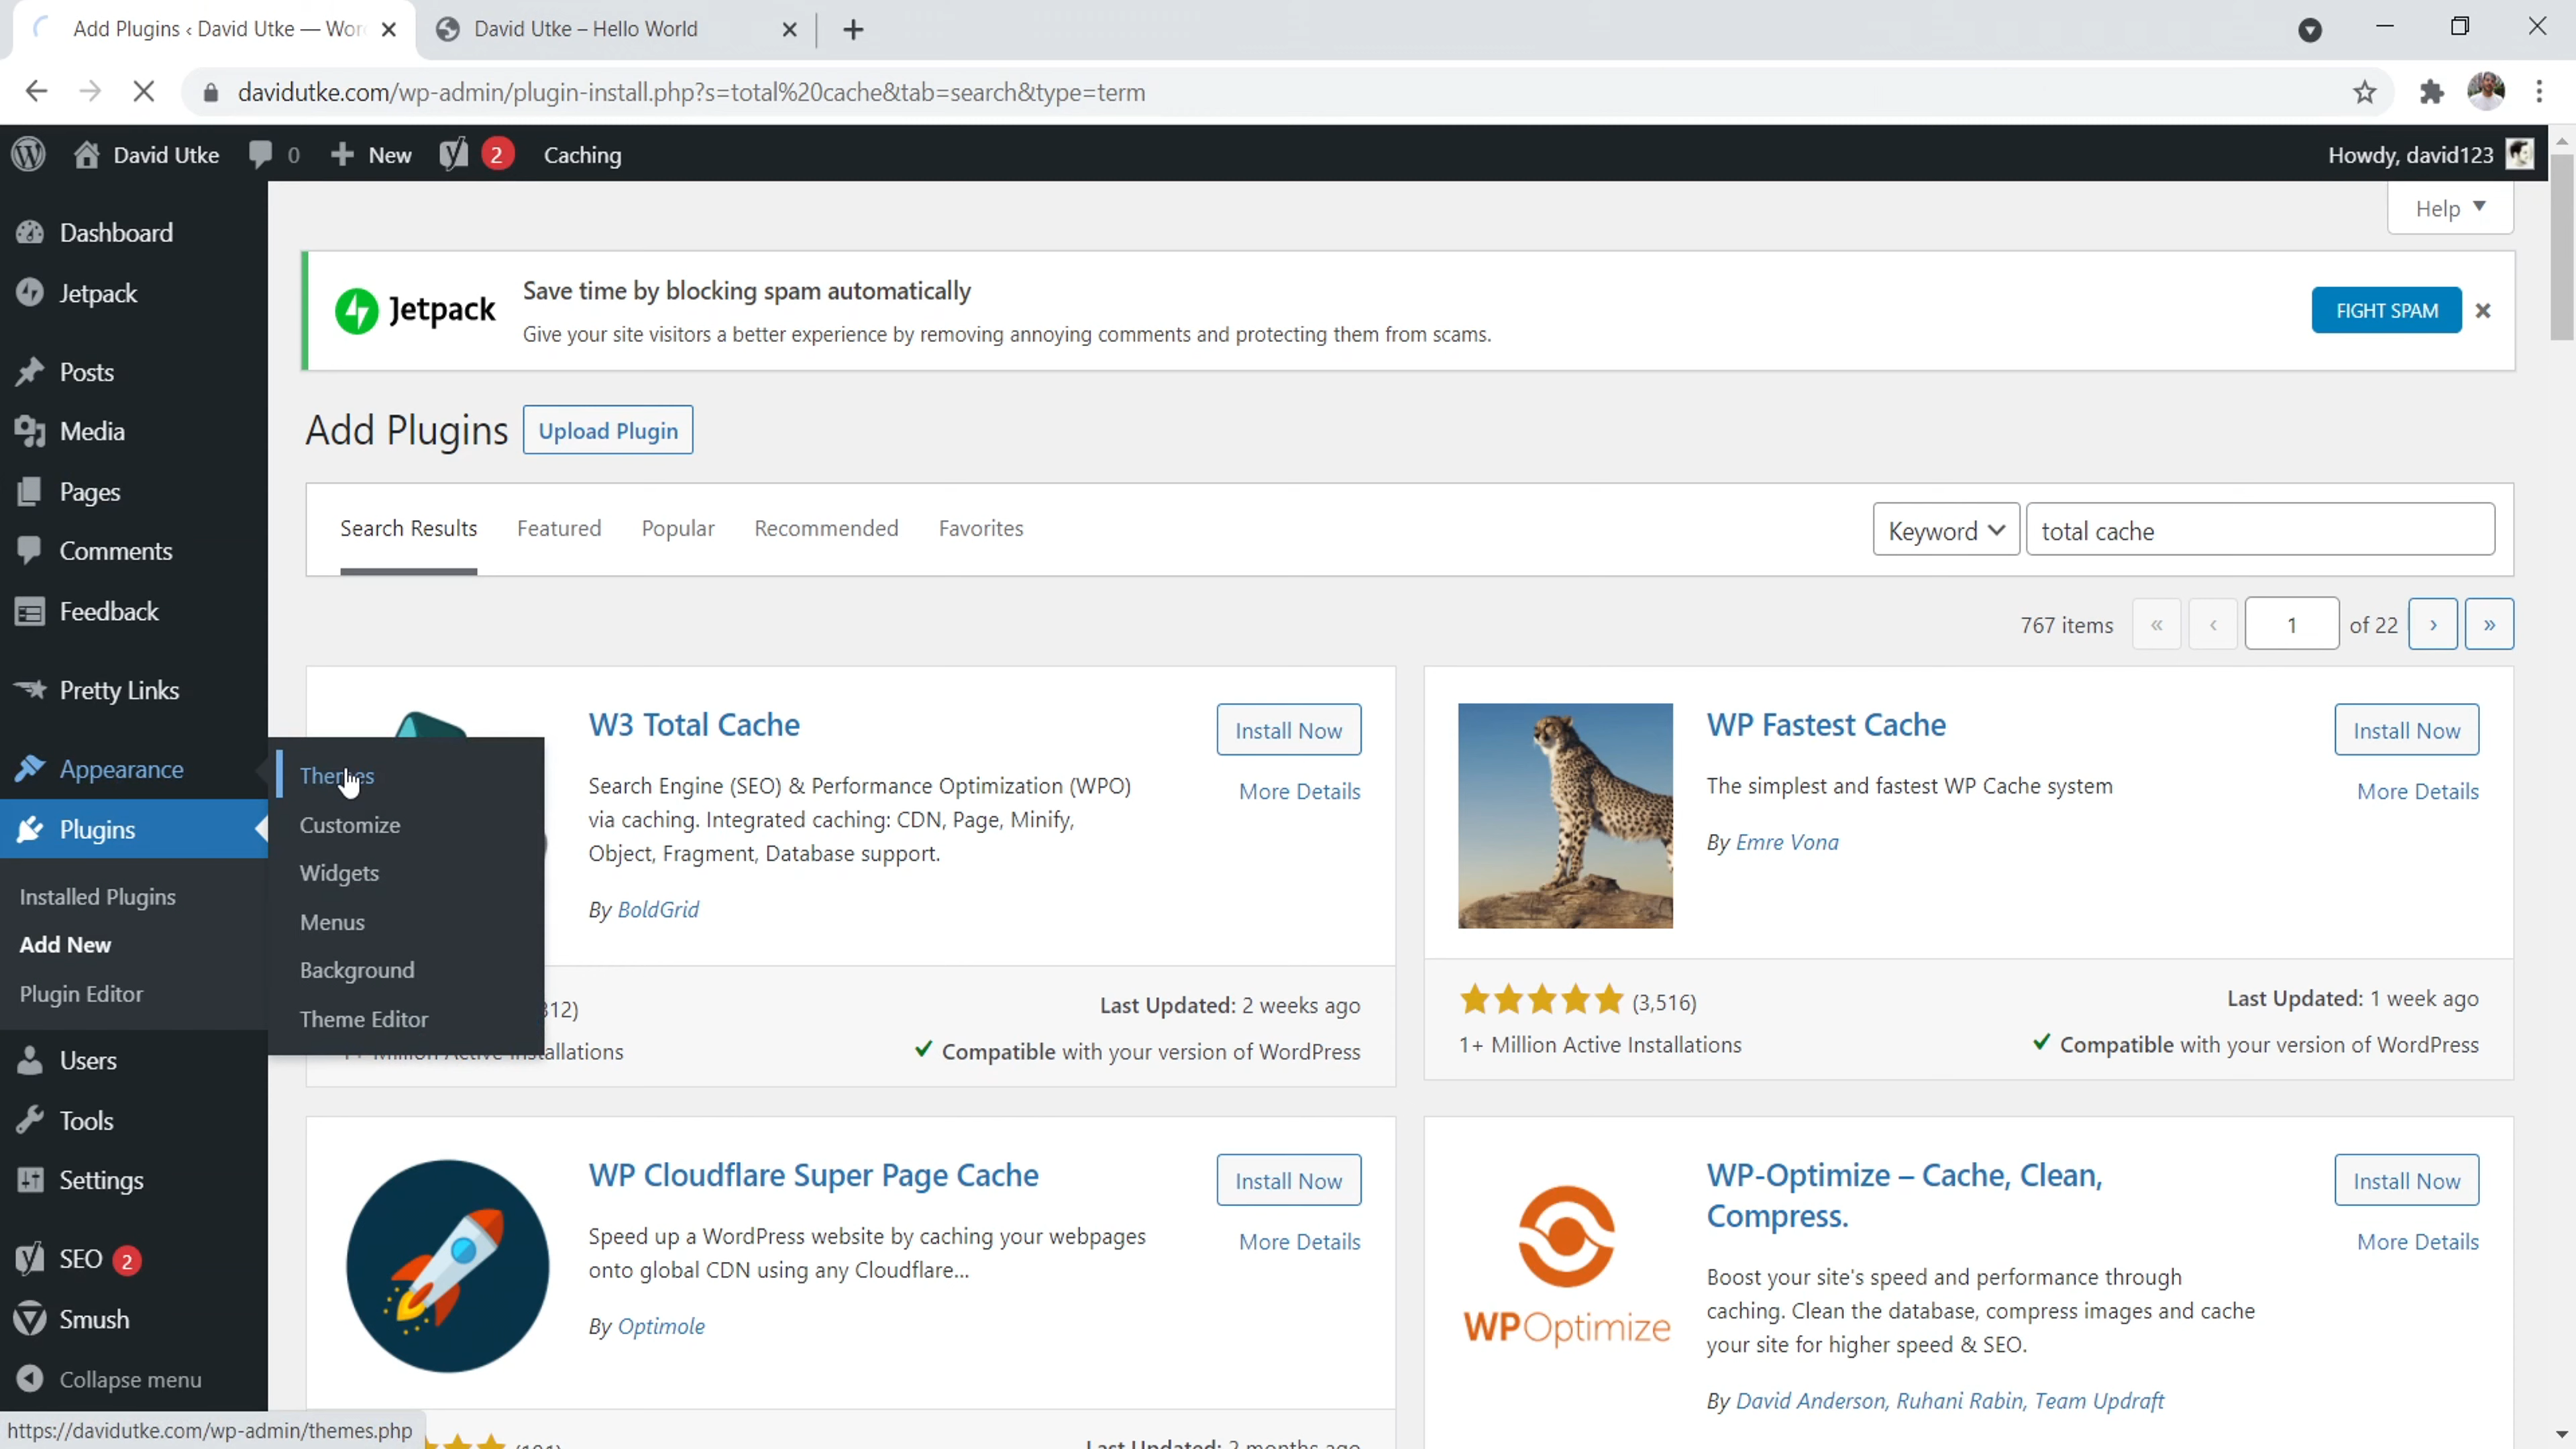 Add Plugins ‹ David Utke — Wor
David Utke – Hello World
davidutke.com/wp-admin/plugin-install.php?s=total%20cache&tab=search&type=term
David Utke
0
New
2
Caching
Howdy, david123
Help
Dashboard
Jetpack
Posts
Media
Pages
Comments
Feedback
Pretty Links
Appearance
Plugins
Installed Plugins
Add New
Plugin Editor
Users
Tools
Settings
SEO 2
Smush
Collapse menu
Themes
Customize
Widgets
Menus
Background
Theme Editor
Jetpack
Save time by blocking spam automatically
Give your site visitors a better experience by removing annoying comments and protecting them from scams.
FIGHT SPAM
Add Plugins
Upload Plugin
Search Results
Featured
Popular
Recommended
Favorites
Keyword
total cache
767 items
«
‹
1
of 22
›
»
W3 Total Cache
Install Now
More Details
Search Engine (SEO) & Performance Optimization (WPO)
via caching. Integrated caching: CDN, Page, Minify,
Object, Fragment, Database support.
By BoldGrid
312)
Last Updated: 2 weeks ago
Compatible with your version of WordPress
WP Fastest Cache
Install Now
More Details
The simplest and fastest WP Cache system
By Emre Vona
(3,516)
Last Updated: 1 week ago
1+ Million Active Installations
Compatible with your version of WordPress
WP Cloudflare Super Page Cache
Install Now
More Details
Speed up a WordPress website by caching your webpages
onto global CDN using any Cloudflare...
By Optimole
Last Updated: 2 months ago
WPOptimize
WP-Optimize – Cache, Clean,
Compress.
Install Now
More Details
Boost your site's speed and performance through
caching. Clean the database, compress images and cache
your site for higher speed & SEO.
By David Anderson, Ruhani Rabin, Team Updraft
https://davidutke.com/wp-admin/themes.php